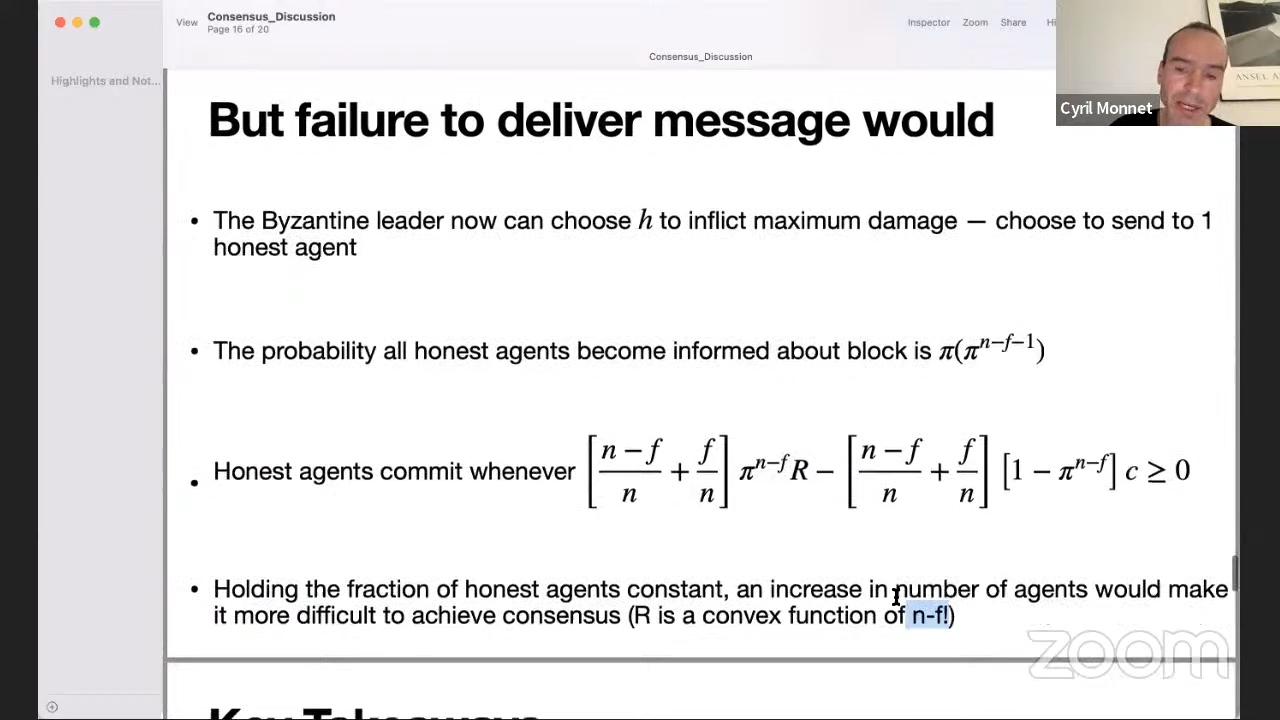 View
Consensus_Discussion
Page 16 of 20
Inspector
Zoom
Share
Hi
Consensus_Discussion
Highlights and Not...
ANSEL A
Cyril Monnet
But failure to deliver message would
• The Byzantine leader now can choose h to inflict maximum damage — choose to send to 1
honest agent
• The probability all honest agents become informed about block is π(π^{n−f−1})
• Honest agents commit whenever [(n − f)/n + f/n] π^{n−f}R − [(n − f)/n + f/n] [1 − π^{n−f}] c ≥ 0
• Holding the fraction of honest agents constant, an increase in number of agents would make
it more difficult to achieve consensus (R is a convex function of n-f!)
zoom
Key Takeaways